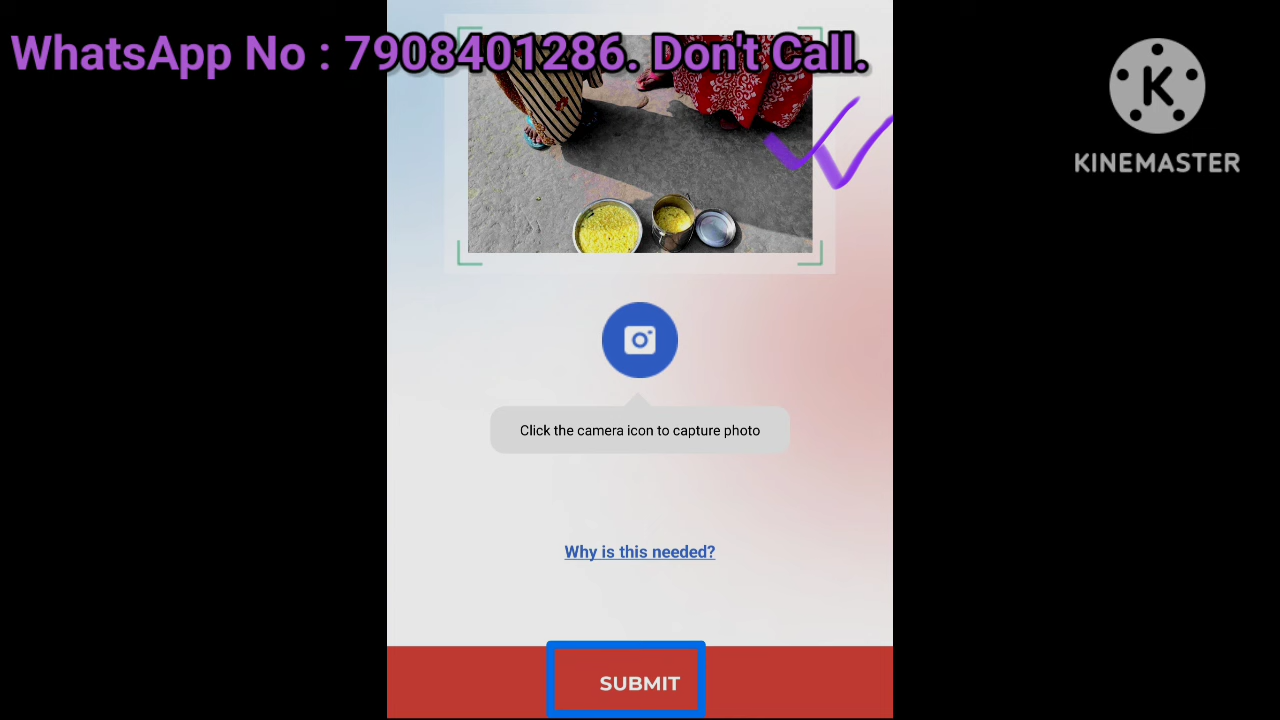 WhatsApp No : 7908401286. Don't Call.
K
KINEMASTER
Click the camera icon to capture photo
Why is this needed?
SUBMIT